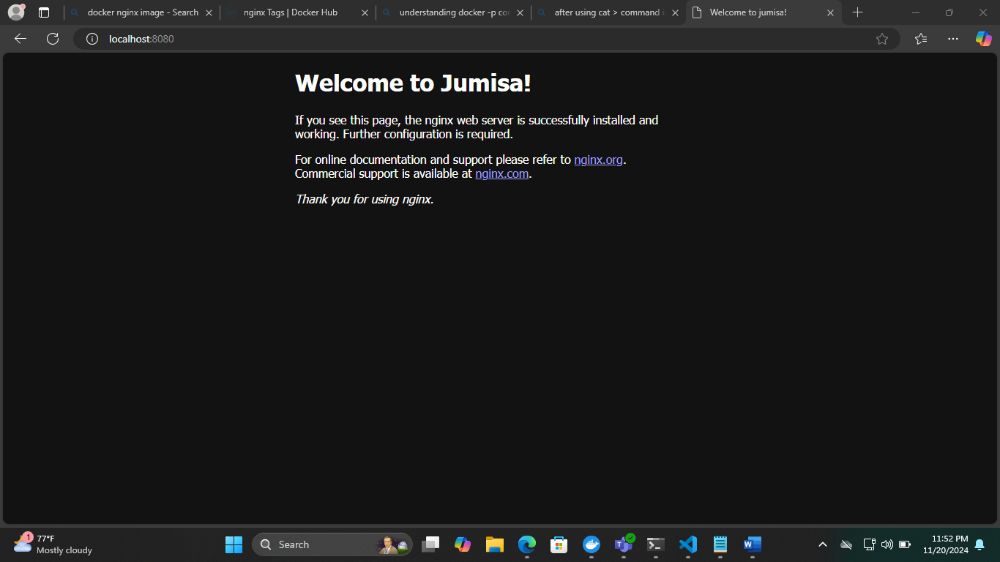 docker nginx image - Search
nginx Tags | Docker Hub
understanding docker -p co
after using cat > command i
Welcome to jumisa!
localhost:8080
Welcome to Jumisa!
If you see this page, the nginx web server is successfully installed and
working. Further configuration is required.
For online documentation and support please refer to nginx.org.
Commercial support is available at nginx.com.
Thank you for using nginx.
1
77°F
Mostly cloudy
Search
11:52 PM
11/20/2024